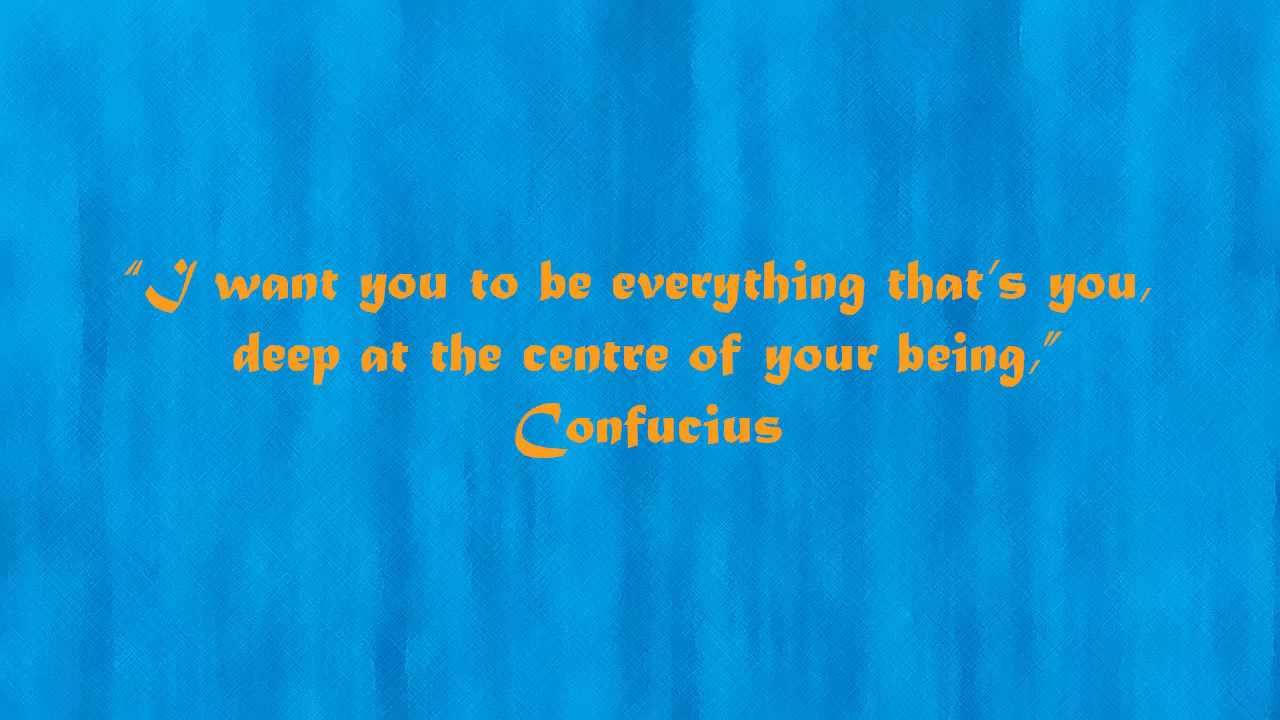 "I want you to be everything that's you,
deep at the centre of your being,"
Confucius